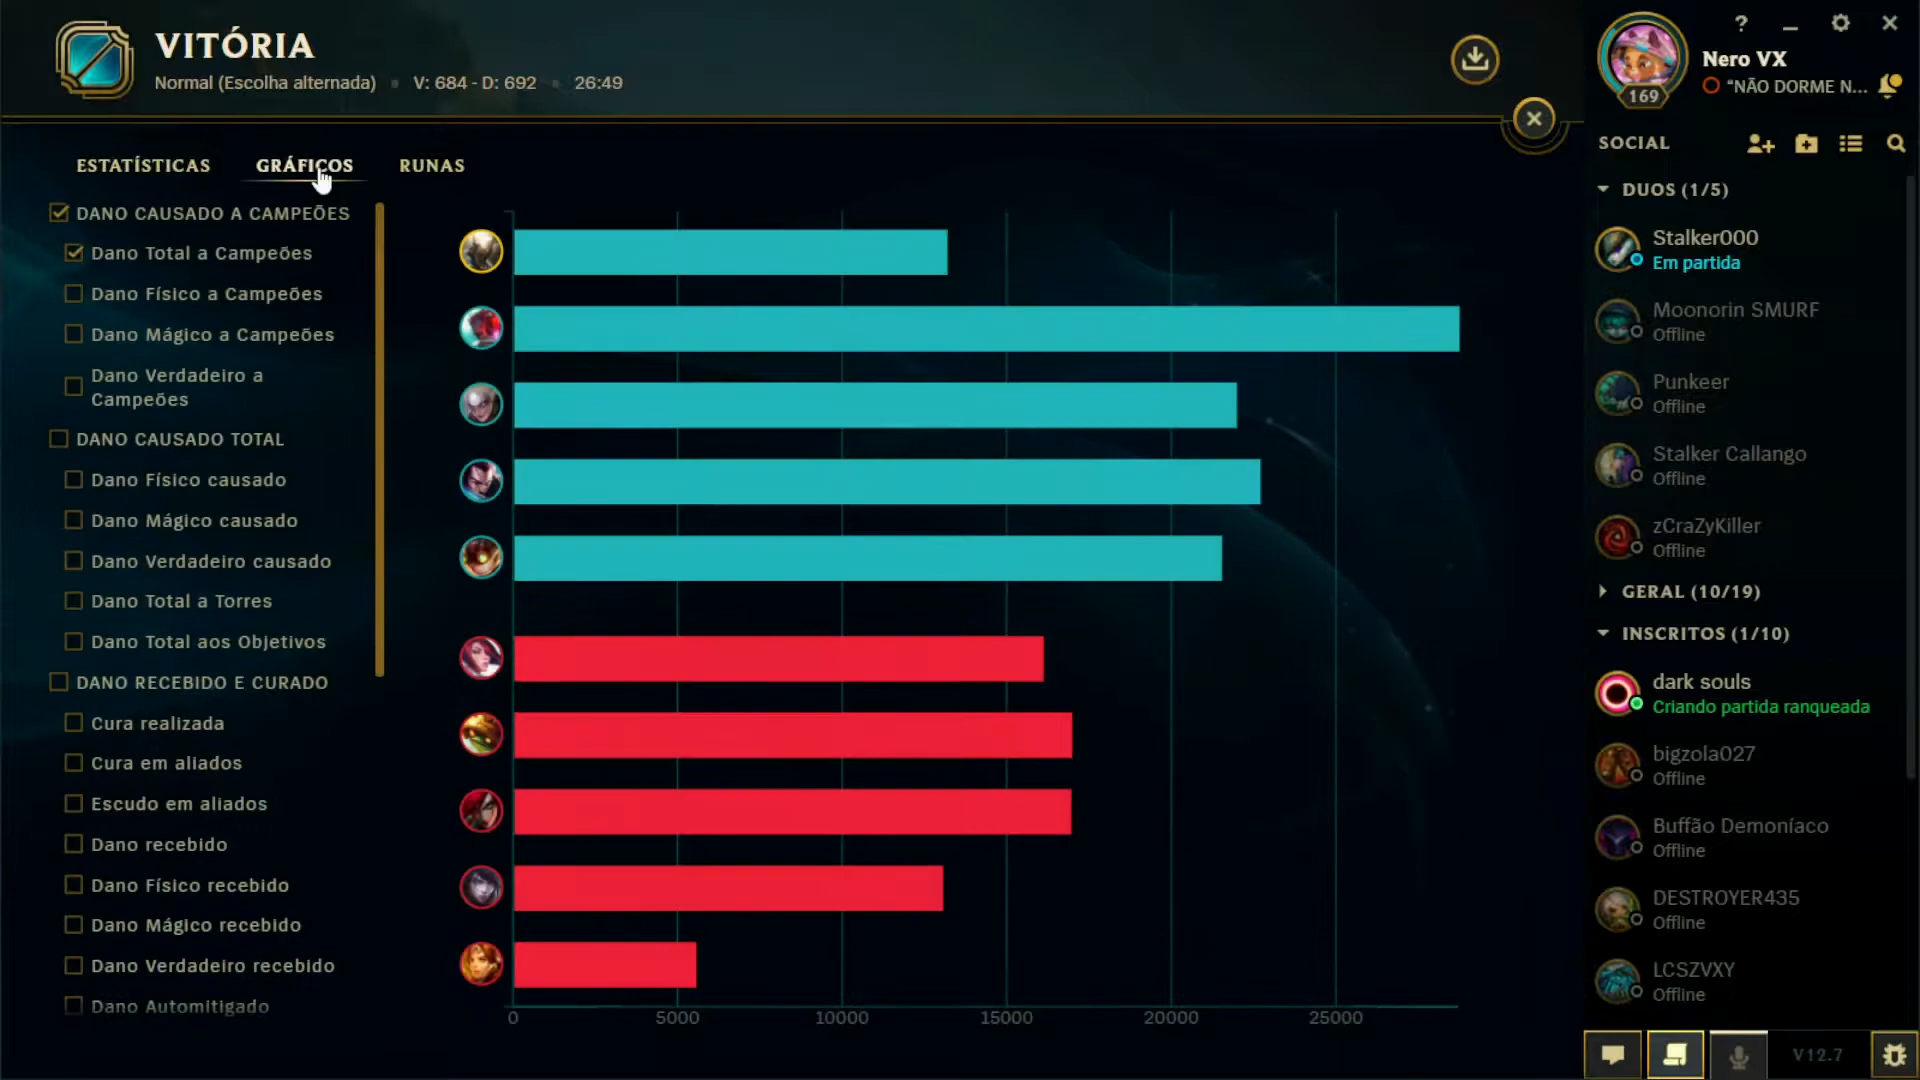 VITÓRIA
Normal (Escolha alternada) • V: 684 - D: 692 • 26:49
ESTATÍSTICAS
GRÁFICOS
RUNAS
DANO CAUSADO A CAMPEÕES
Dano Total a Campeões
Dano Físico a Campeões
Dano Mágico a Campeões
Dano Verdadeiro a
Campeões
DANO CAUSADO TOTAL
Dano Físico causado
Dano Mágico causado
Dano Verdadeiro causado
Dano Total a Torres
Dano Total aos Objetivos
DANO RECEBIDO E CURADO
Cura realizada
Cura em aliados
Escudo em aliados
Dano recebido
Dano Físico recebido
Dano Mágico recebido
Dano Verdadeiro recebido
Dano Automitigado
0 5000 10000 15000 20000 25000
?
169
Nero VX
“NÃO DORME N...
SOCIAL
DUOS (1/5)
Stalker000
Em partida
Moonorin SMURF
Offline
Punkeer
Offline
Stalker Callango
Offline
zCraZyKiller
Offline
GERAL (10/19)
INSCRITOS (1/10)
dark souls
Criando partida ranqueada
bigzola027
Offline
Buffão Demoníaco
Offline
DESTROYER435
Offline
LCSZVXY
Offline
V12.7